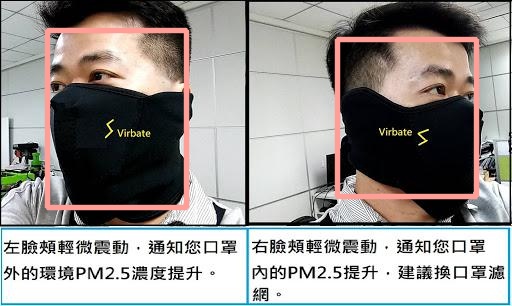 Virbate
Virbate
左臉頰輕微震動，通知您口罩
外的環境PM2.5濃度提升。
右臉頰輕微震動，通知您口罩
內的PM2.5提升，建議換口罩濾
網。